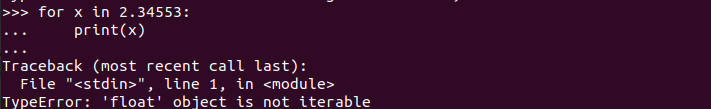 >>> for x in 2.34553:
...     print(x)
...
Traceback (most recent call last):
  File "<stdin>", line 1, in <module>
TypeError: 'float' object is not iterable